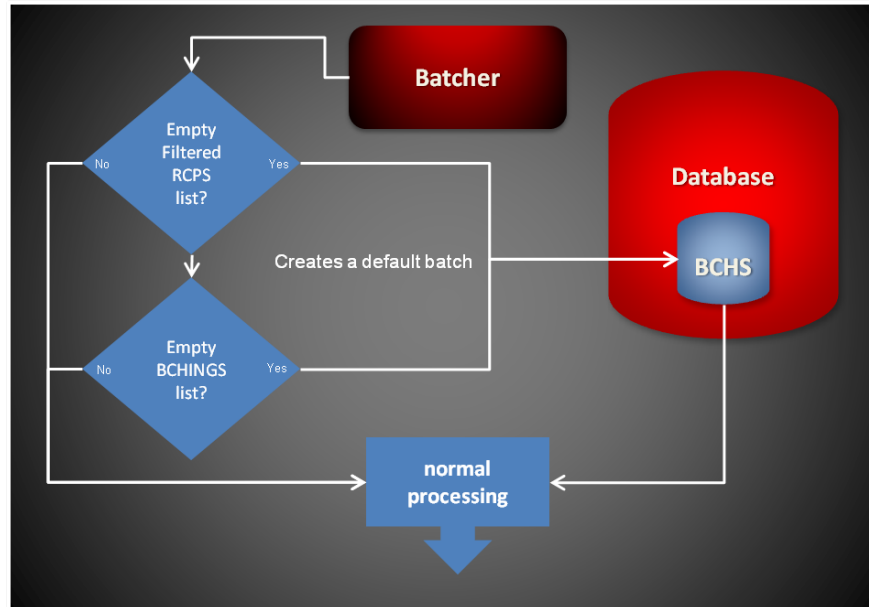 Batcher
Empty
Filtered
RCPS
list?
No
Yes
Database
Creates a default batch
BCHS
Empty
BCHINGS
list?
No
Yes
normal
processing